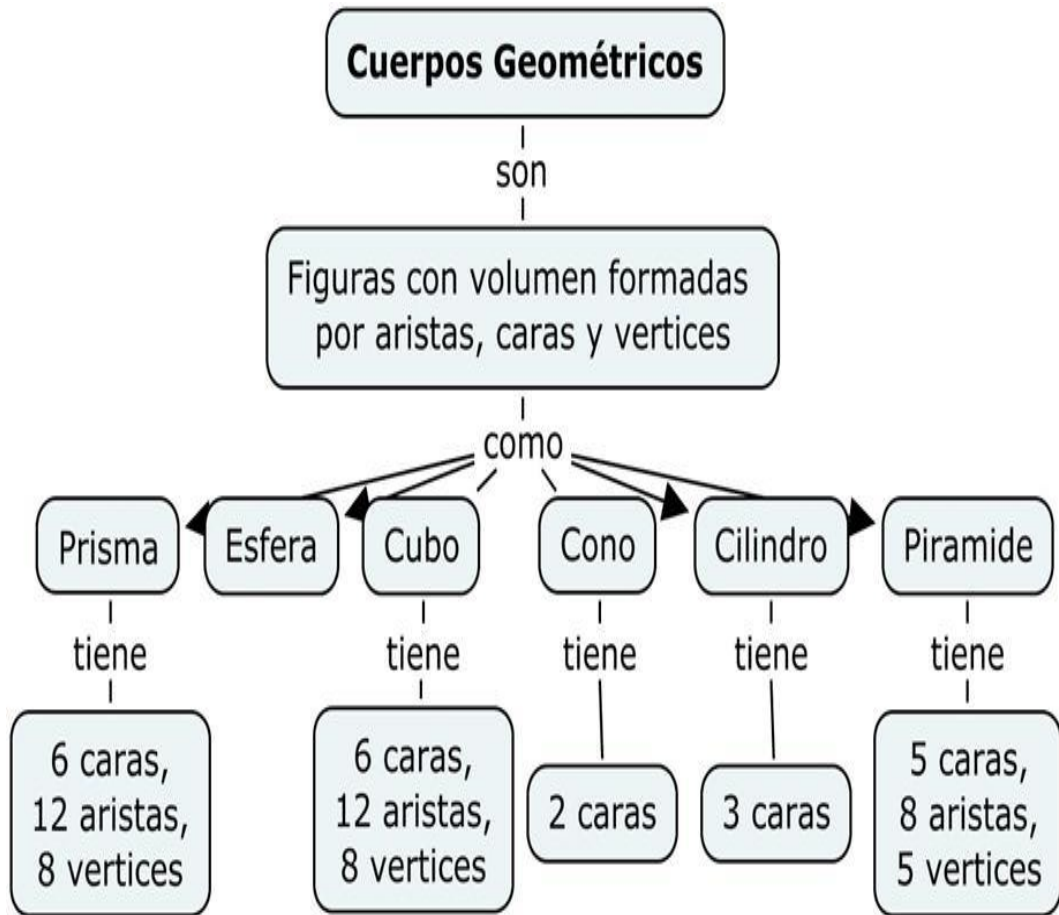 Cuerpos Geométricos
son
Figuras con volumen formadas
por aristas, caras y vertices
como
Prisma
Esfera
Cubo
Cono
Cilindro
Piramide
tiene
tiene
tiene
tiene
tiene
6 caras,
12 aristas,
8 vertices
6 caras,
12 aristas,
8 vertices
2 caras
3 caras
5 caras,
8 aristas,
5 vertices